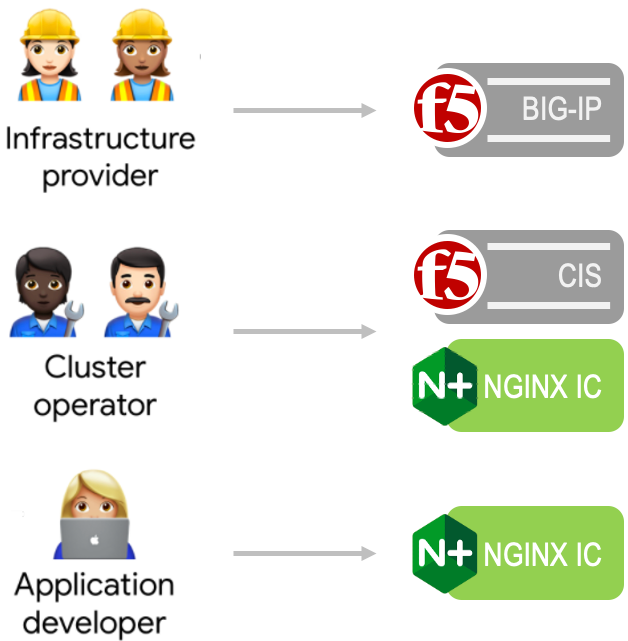 Infrastructure
provider
f5 BIG-IP
Cluster
operator
f5 CIS
N+ NGINX IC
Application
developer
N+ NGINX IC